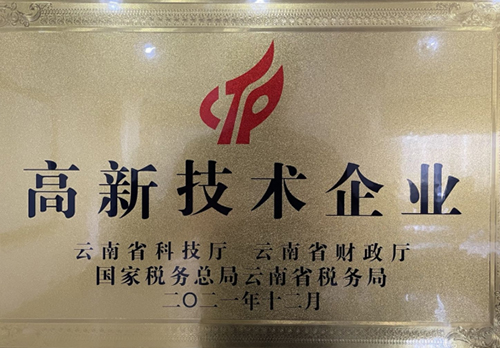 高新技术企业
云南省科技厅 云南省财政厅
国家税务总局云南省税务局
二〇二一年十二月